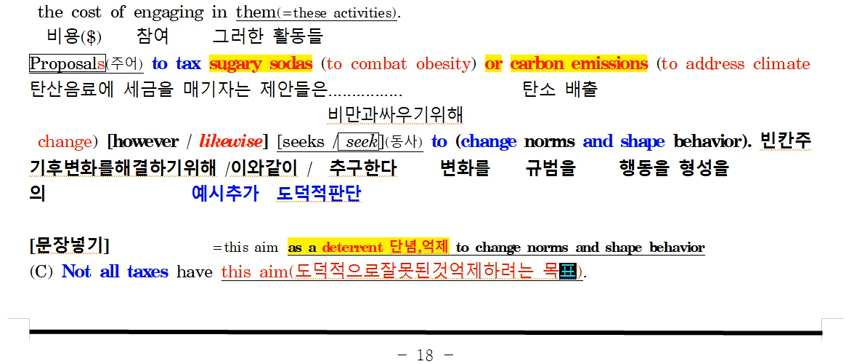 the cost of engaging in them(=these activities).
비용($) 참여 그러한 활동들
Proposals(주어) to tax sugary sodas (to combat obesity) or carbon emissions (to address climate
탄산음료에 세금을 매기자는 제안들은................ 탄소 배출
비만과싸우기위해
change) [however / likewise] [seeks / seek](동사) to (change norms and shape behavior). 빈칸주
기후변화를해결하기위해 /이와같이 / 추구한다 변화를 규범을 행동을 형성을
의 예시추가 도덕적판단
[문장넣기] =this aim as a deterrent 단념,억제 to change norms and shape behavior
(C) Not all taxes have this aim(도덕적으로잘못된것억제하려는 목표).
- 18 -